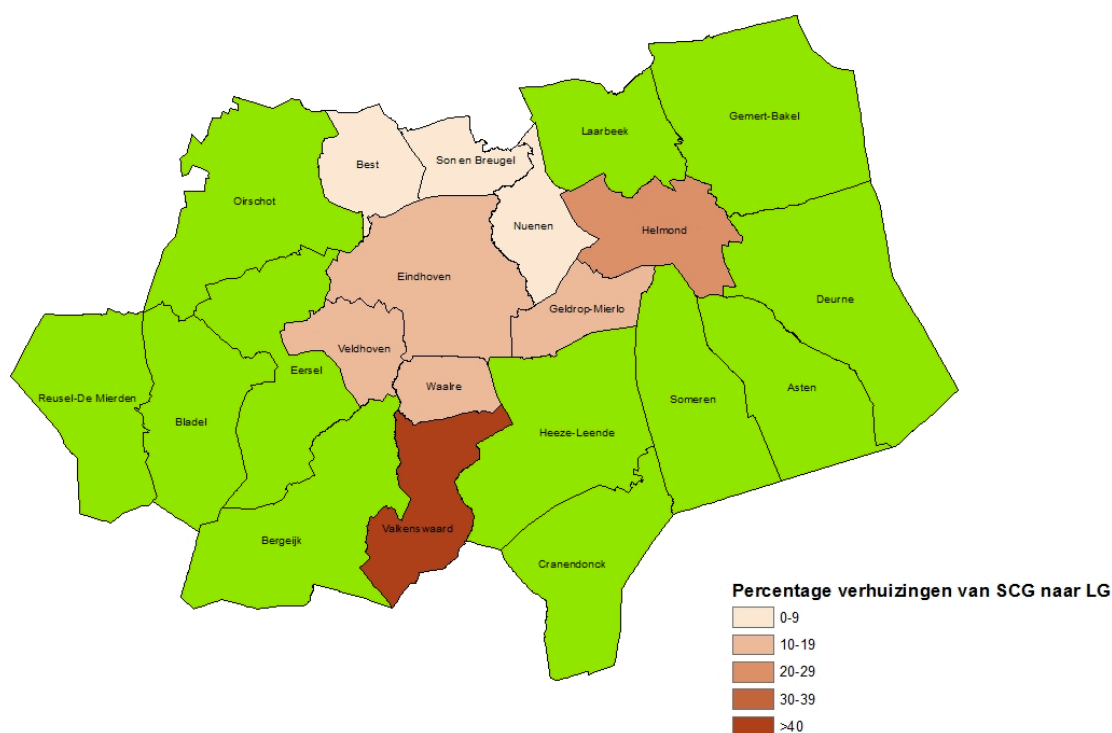 Gemert-Bakel
Laarbeek
Best
Son en Breugel
Oirschot
Nuenen
Helmond
Eindhoven
Deurne
Geldrop-Mierlo
Veldhoven
Eersel
Waalre
Asten
Reusel-De Mierden
Someren
Bladel
Heeze-Leende
Valkenswaard
Bergeijk
Cranendonck
Percentage verhuizingen van SCG naar LG
0-9
10-19
20-29
30-39
>40